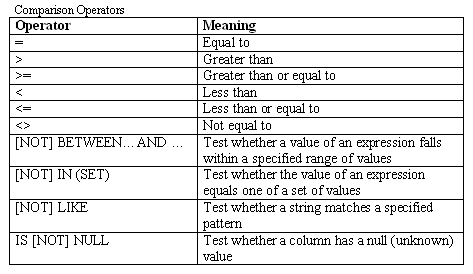 Comparison Operators
Operator Meaning
= Equal to
> Greater than
>= Greater than or equal to
< Less than
<= Less than or equal to
<> Not equal to
[NOT] BETWEEN... AND ... Test whether a value of an expression falls
within a specified range of values
[NOT] IN (SET) Test whether the value of an expression
equals one of a set of values
[NOT] LIKE Test whether a string matches a specified
pattern
IS [NOT] NULL Test whether a column has a null (unknown)
value